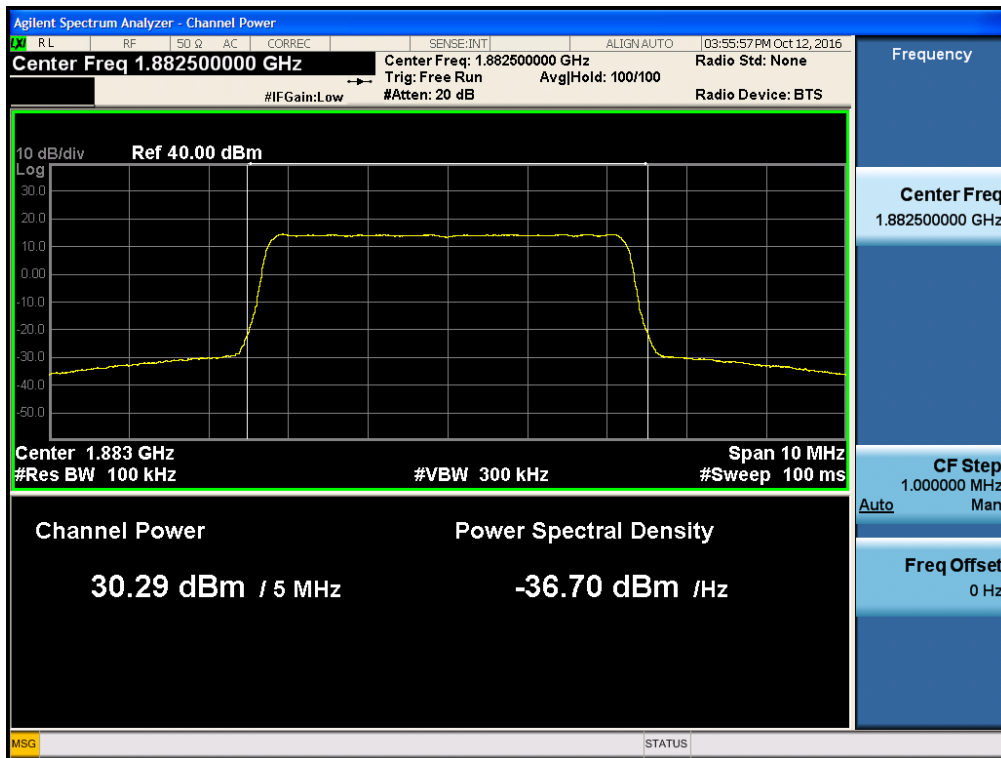 Agilent Spectrum Analyzer - Channel Power
LXI RL RF 50 Ω AC CORREC SENSE:INT ALIGN AUTO 03:55:57 PM Oct 12, 2016
Center Freq 1.882500000 GHz
Center Freq: 1.882500000 GHz Radio Std: None
Trig: Free Run Avg|Hold: 100/100
#IFGain:Low #Atten: 20 dB Radio Device: BTS
10 dB/div Ref 40.00 dBm
Log
30.0
20.0
10.0
0.00
-10.0
-20.0
-30.0
-40.0
-50.0
Center 1.883 GHz Span 10 MHz
#Res BW 100 kHz #VBW 300 kHz #Sweep 100 ms
Channel Power Power Spectral Density
30.29 dBm / 5 MHz -36.70 dBm /Hz
MSG STATUS
Frequency
Center Freq
1.882500000 GHz
CF Step
1.000000 MHz
Auto Man
Freq Offset
0 Hz